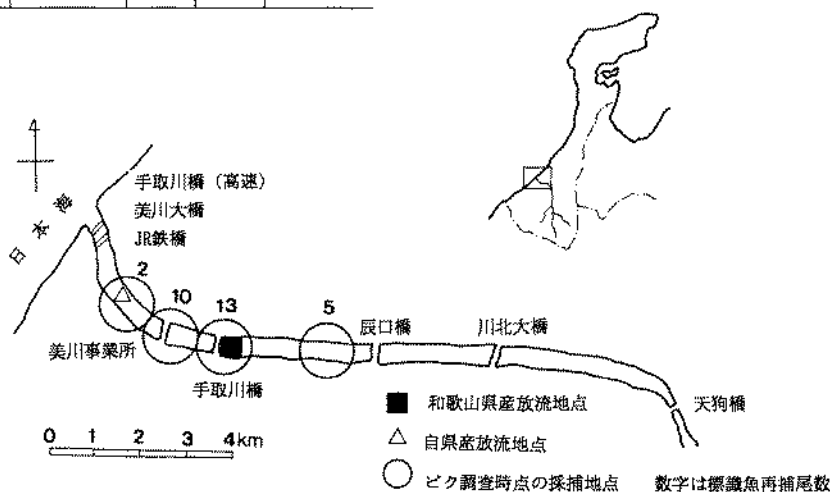 4
手取川橋（高速）
美川大橋
JR鉄橋
日本海
2
10
13
5
辰口橋
川北大橋
美川事業所
手取川橋
天狗橋
和歌山県産放流地点
0 1 2 3 4km
自県産放流地点
ビク調査時点の採捕地点 数字は標識魚再捕尾数